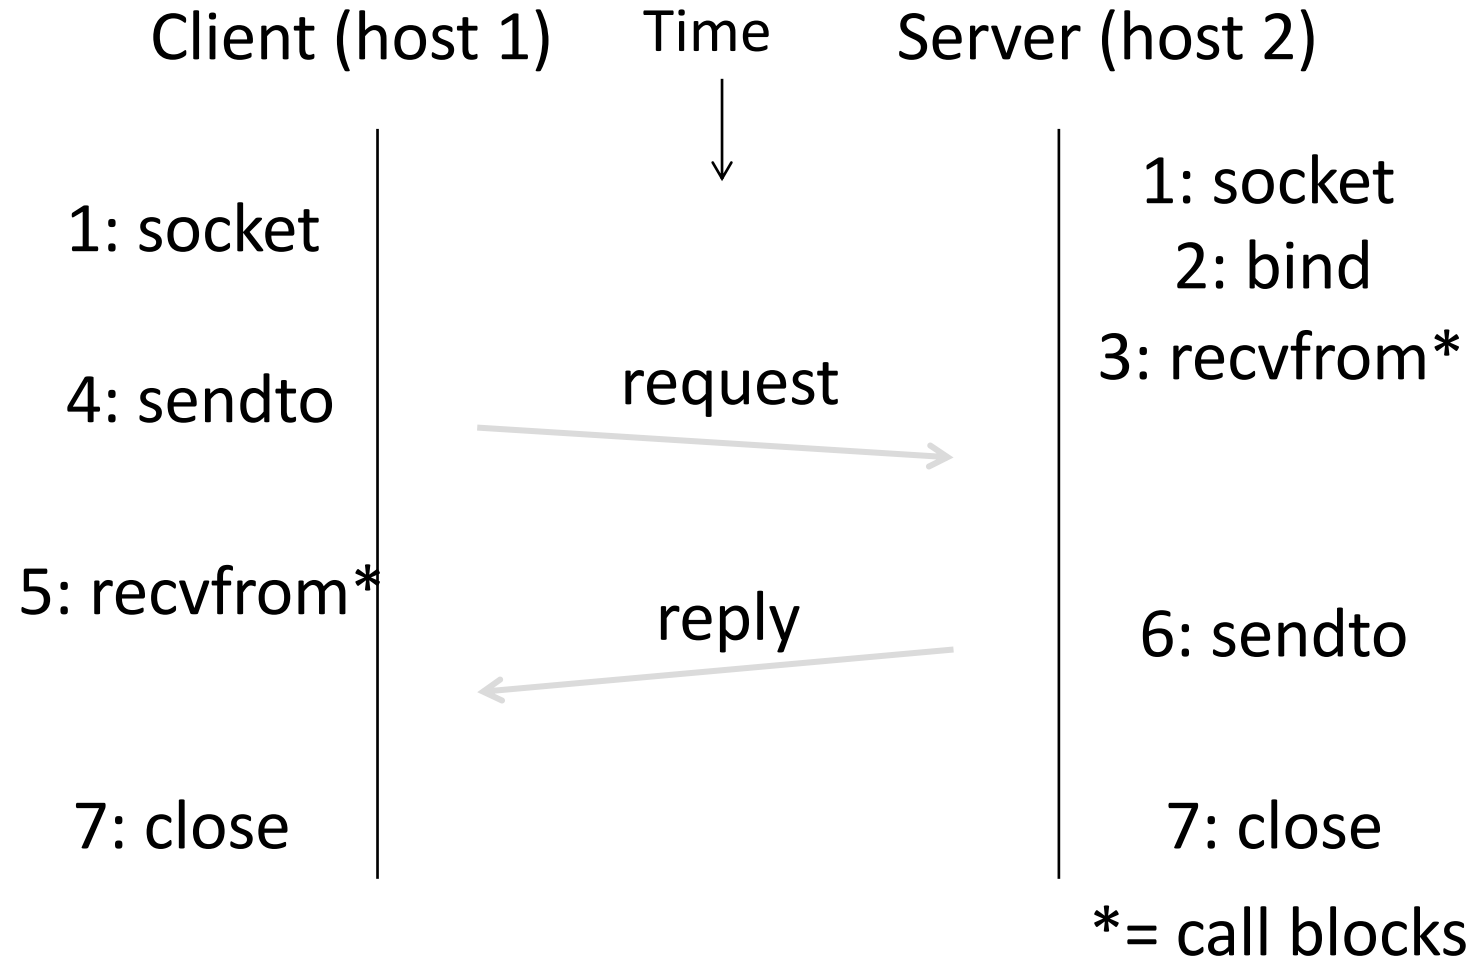 Client (host 1)
Time
Server (host 2)
1: socket
1: socket
2: bind
3: recvfrom*
4: sendto
request
5: recvfrom*
reply
6: sendto
7: close
7: close
*= call blocks